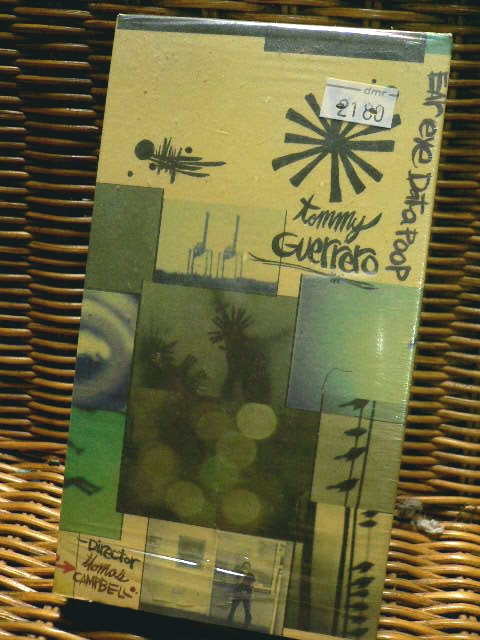 dmr
2180
tommy
Guerrero
EAR eye Data Poop
Director
thomas
CAMPBELL